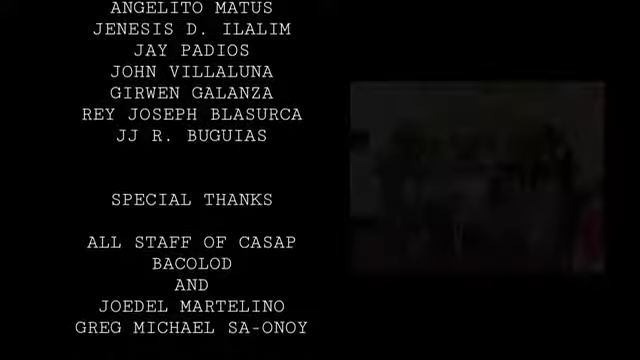 ANGELITO MATUS
JENESIS D. ILALIM
JAY PADIOS
JOHN VILLALUNA
GIRWEN GALANZA
REY JOSEPH BLASURCA
JJ R. BUGUIAS
SPECIAL THANKS
ALL STAFF OF CASAP
BACOLOD
AND
JOEDEL MARTELINO
GREG MICHAEL SA-ONOY